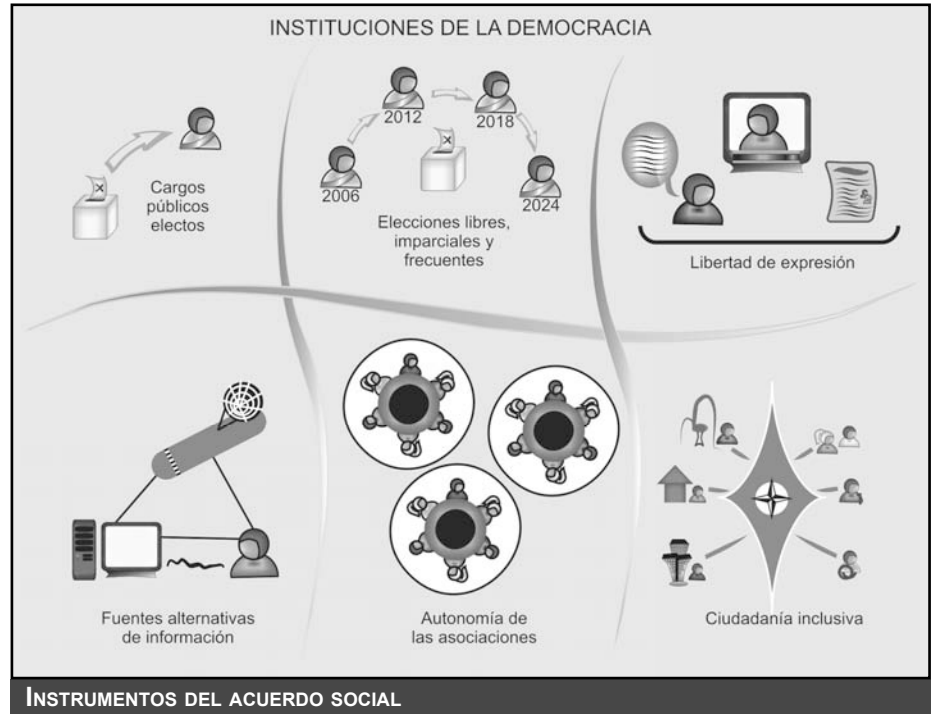 INSTITUCIONES DE LA DEMOCRACIA
Cargos
públicos
electos
2006
2012
2018
2024
Elecciones libres,
imparciales y
frecuentes
Libertad de expresión
Fuentes alternativas
de información
Autonomía de
las asociaciones
Ciudadanía inclusiva
INSTRUMENTOS DEL ACUERDO SOCIAL